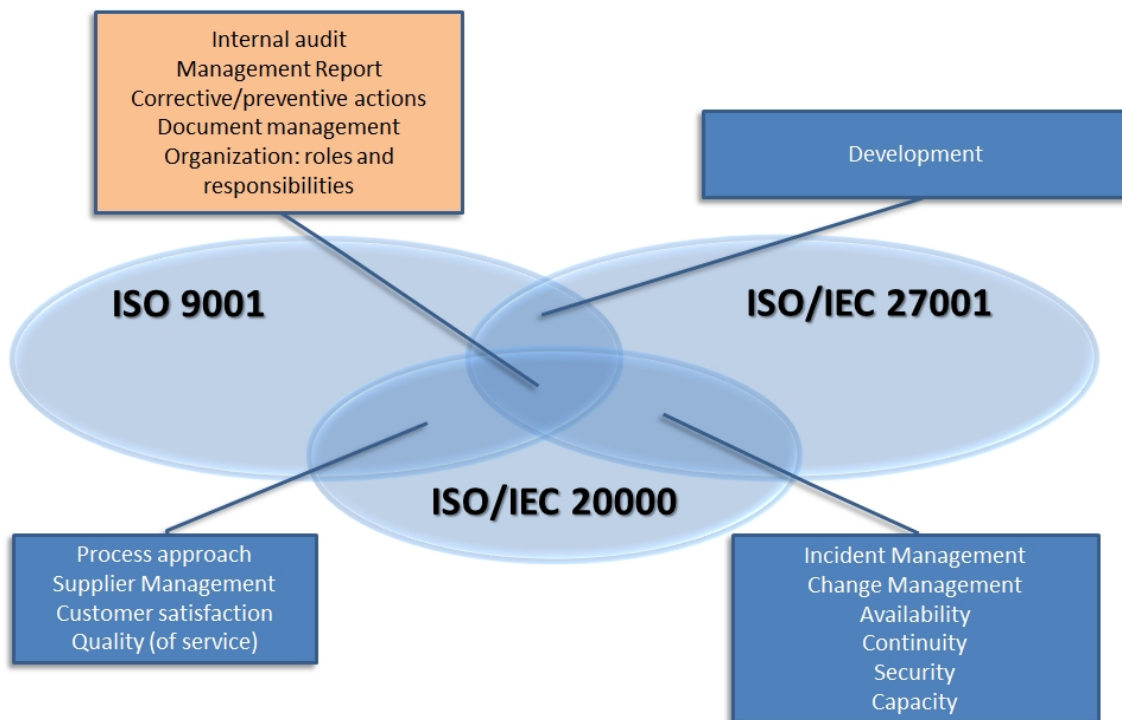 Internal audit
Management Report
Corrective/preventive actions
Document management
Organization: roles and
responsibilities
Development
ISO 9001
ISO/IEC 27001
ISO/IEC 20000
Process approach
Supplier Management
Customer satisfaction
Quality (of service)
Incident Management
Change Management
Availability
Continuity
Security
Capacity